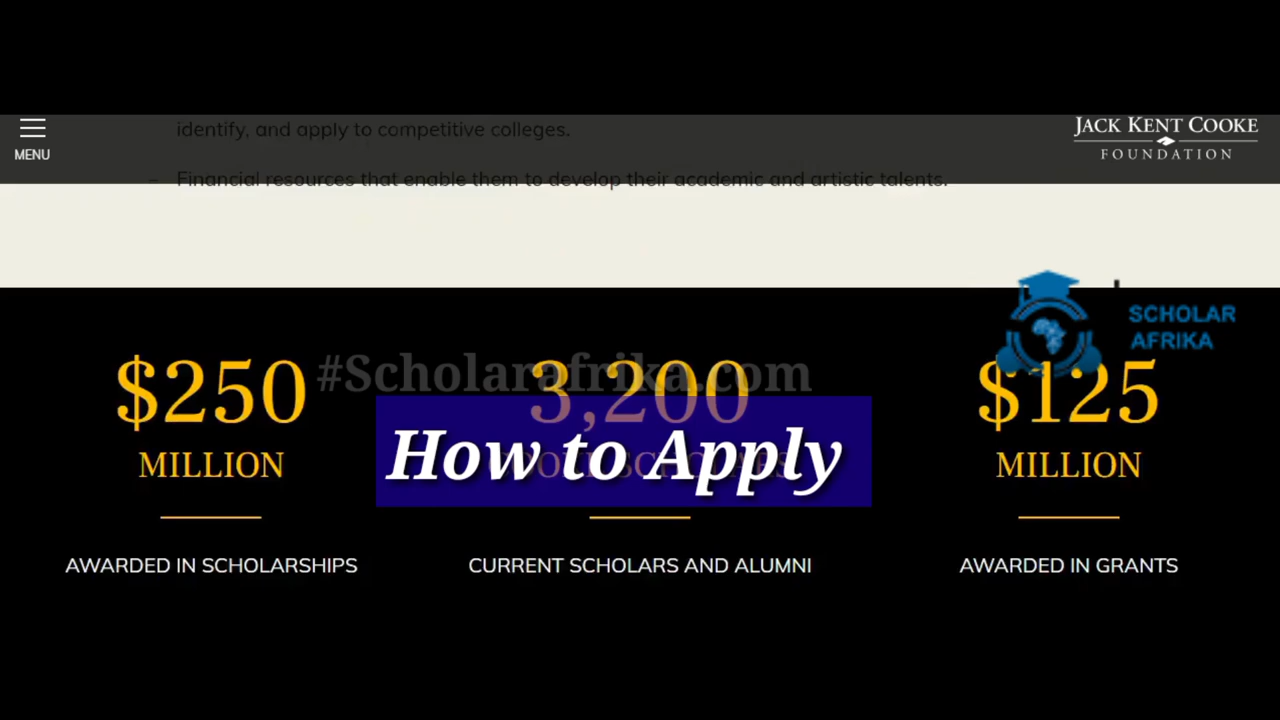 identify, and apply to competitive colleges.
MENU
JACK KENT COOKE
FOUNDATION
– Financial resources that enable them to develop their academic and artistic talents.
SCHOLAR
AFRIKA
#Scholarafrika.com
$250
3,200
$125
How to Apply
MILLION
MILLION
AWARDED IN SCHOLARSHIPS
CURRENT SCHOLARS AND ALUMNI
AWARDED IN GRANTS